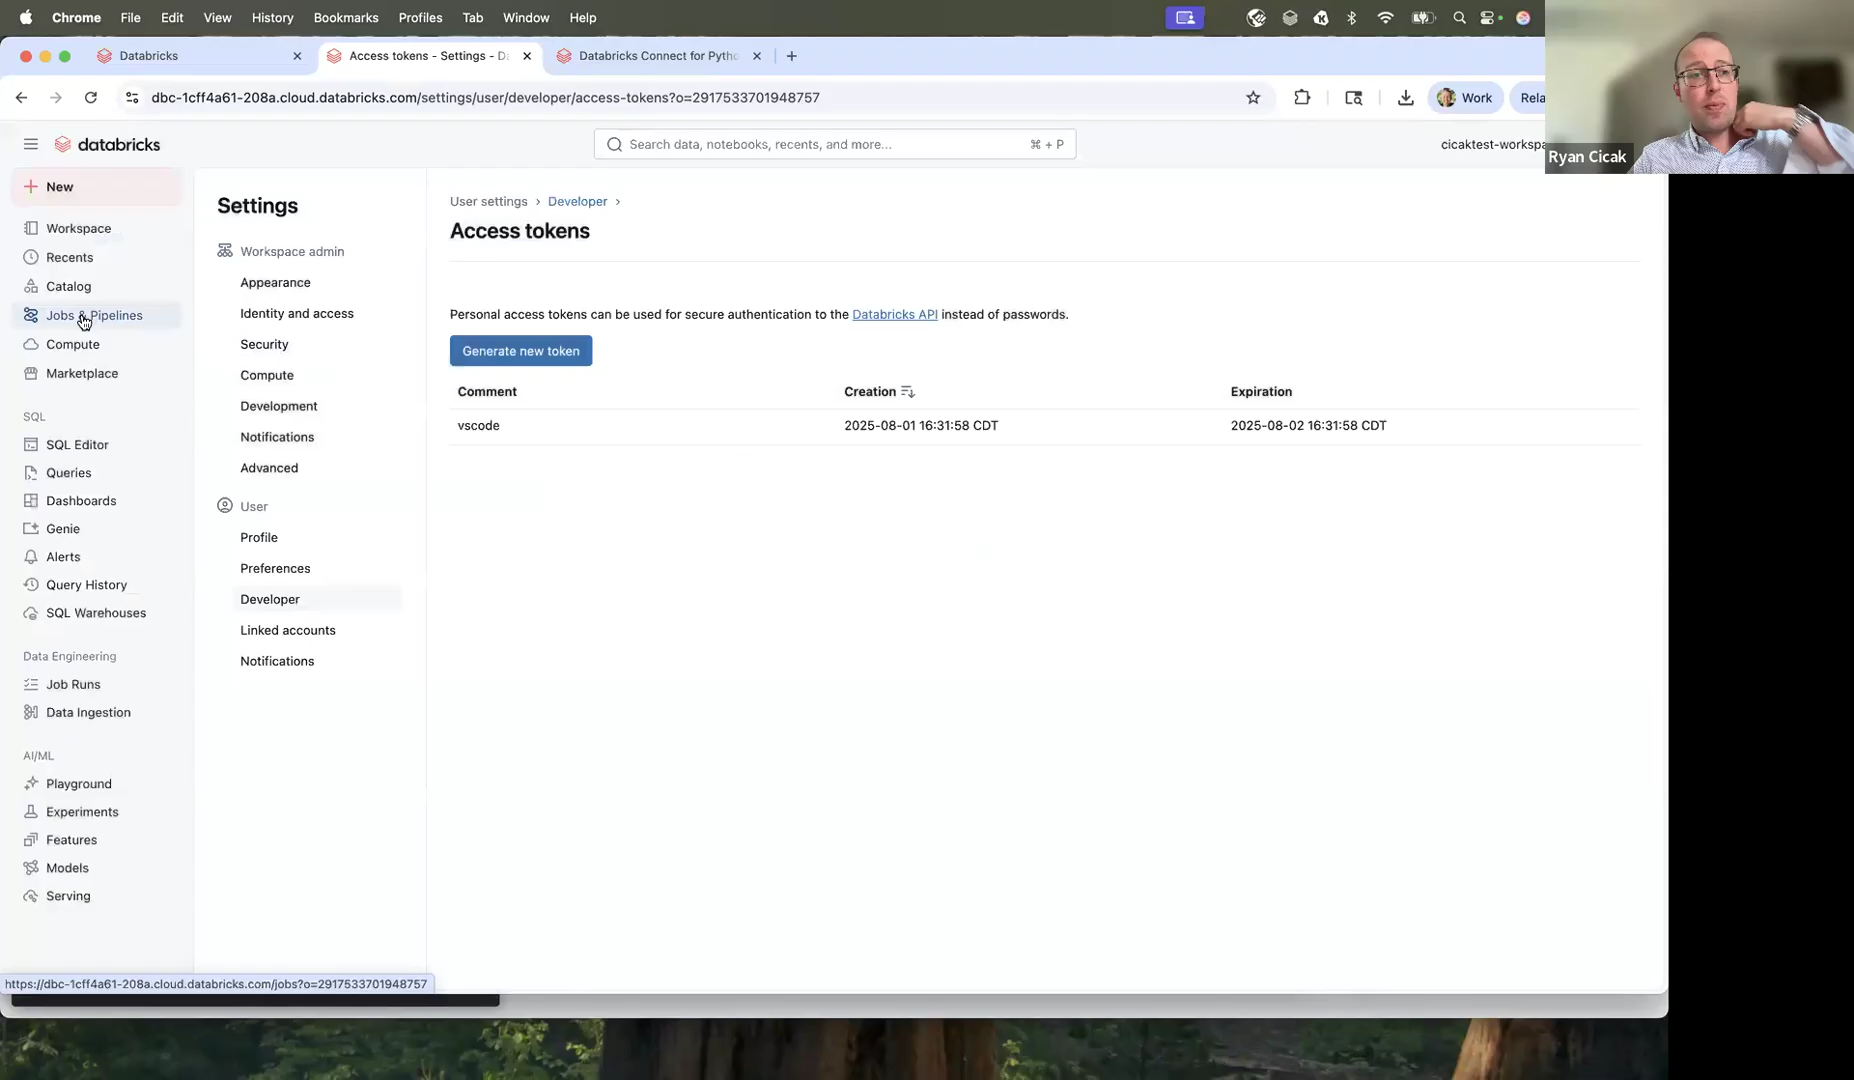 Chrome File Edit View History Bookmarks Profiles Tab Window Help
Databricks
Access tokens - Settings - Da
Databricks Connect for Pytho
dbc-1cff4a61-208a.cloud.databricks.com/settings/user/developer/access-tokens?o=2917533701948757
Work
Rela
databricks
Search data, notebooks, recents, and more...
⌘ + P
cicaktest-workspa
Ryan Cicak
New
Workspace
Recents
Catalog
Jobs & Pipelines
Compute
Marketplace
SQL
SQL Editor
Queries
Dashboards
Genie
Alerts
Query History
SQL Warehouses
Data Engineering
Job Runs
Data Ingestion
AI/ML
Playground
Experiments
Features
Models
Serving
Settings
Workspace admin
Appearance
Identity and access
Security
Compute
Development
Notifications
Advanced
User
Profile
Preferences
Developer
Linked accounts
Notifications
User settings › Developer ›
Access tokens
Personal access tokens can be used for secure authentication to the Databricks API instead of passwords.
Generate new token
Comment Creation Expiration
vscode 2025-08-01 16:31:58 CDT 2025-08-02 16:31:58 CDT
https://dbc-1cff4a61-208a.cloud.databricks.com/jobs?o=2917533701948757